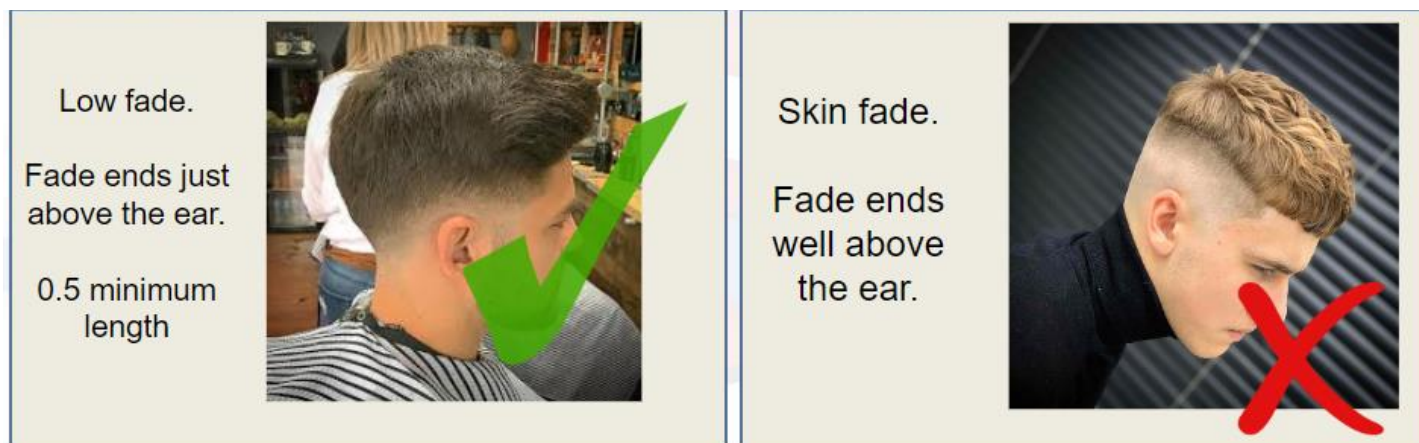 Low fade.
Fade ends just
above the ear.
0.5 minimum
length
Skin fade.
Fade ends
well above
the ear.